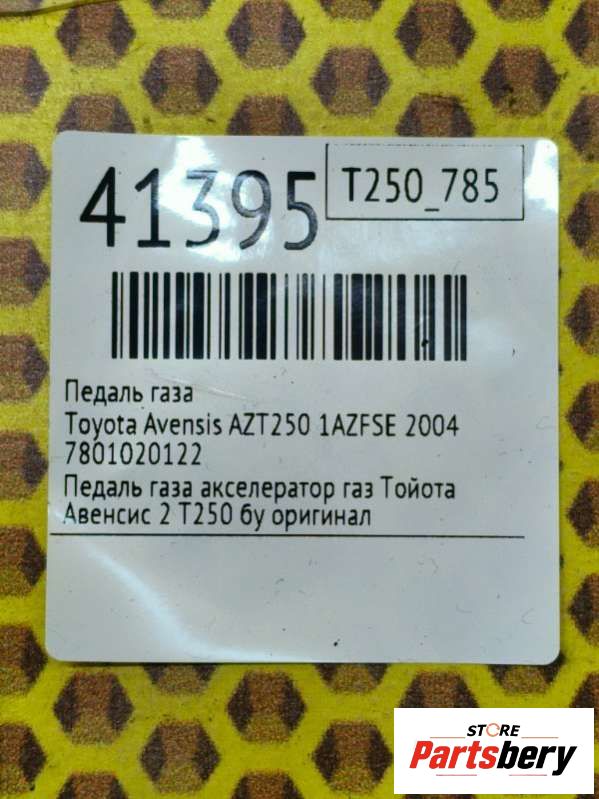 41395
T250_785
Педаль газа
Toyota Avensis AZT250 1AZFSE 2004
7801020122
Педаль газа акселератор газ Тойота
Авенсис 2 T250 бу оригинал
STORE
Partsbery